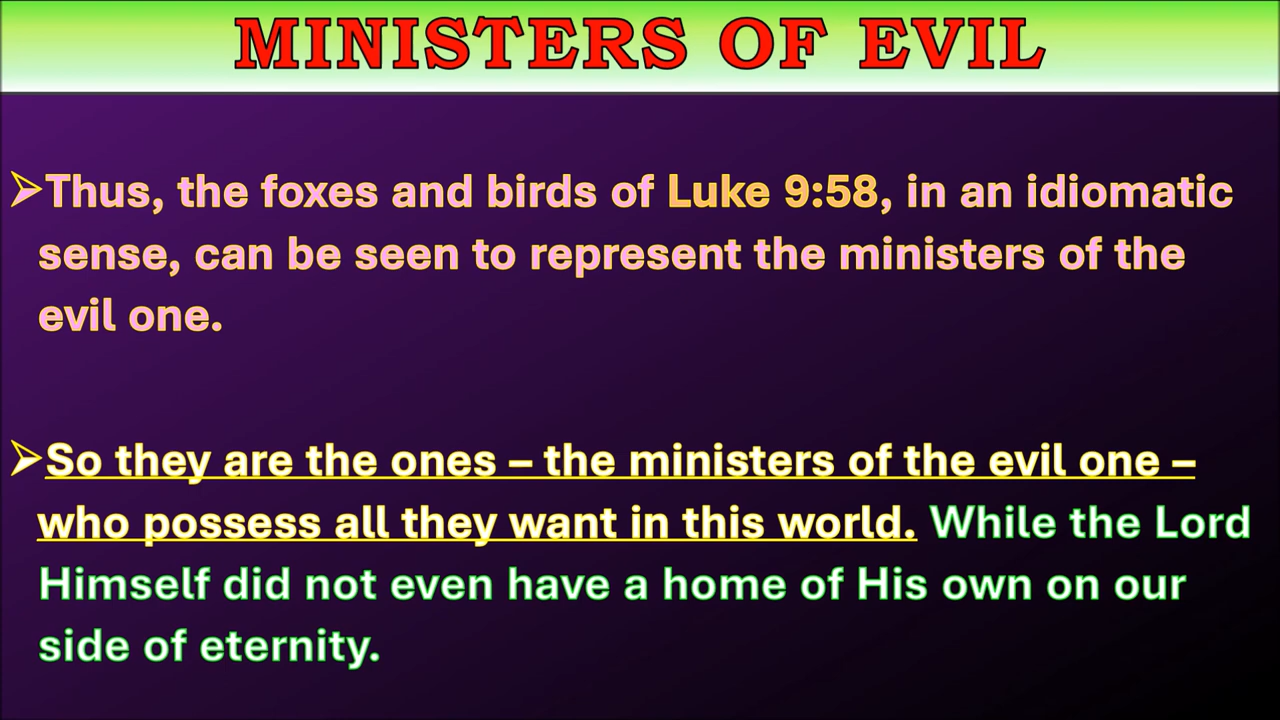 MINISTERS OF EVIL
➢Thus, the foxes and birds of Luke 9:58, in an idiomatic
sense, can be seen to represent the ministers of the
evil one.
➢So they are the ones – the ministers of the evil one –
who possess all they want in this world. While the Lord
Himself did not even have a home of His own on our
side of eternity.